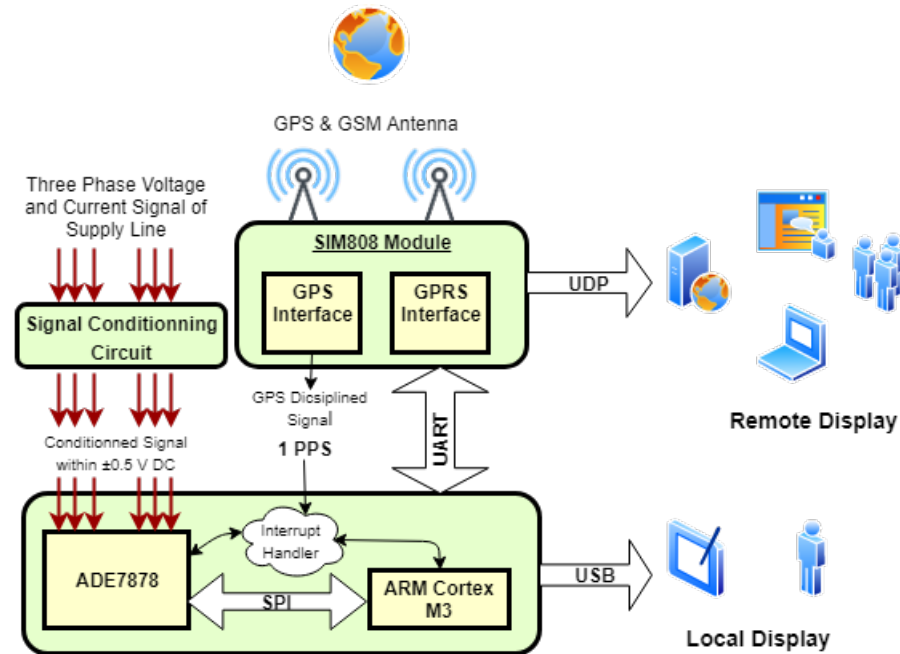 GPS & GSM Antenna
Three Phase Voltage
and Current Signal of
Supply Line
SIM808 Module
GPS
Interface
GPRS
Interface
UDP
Signal Conditionning
Circuit
GPS Dicsiplined
Signal
1 PPS
UART
Remote Display
Conditionned Signal
within ±0.5 V DC
Interrupt
Handler
ADE7878
SPI
ARM Cortex
M3
USB
Local Display